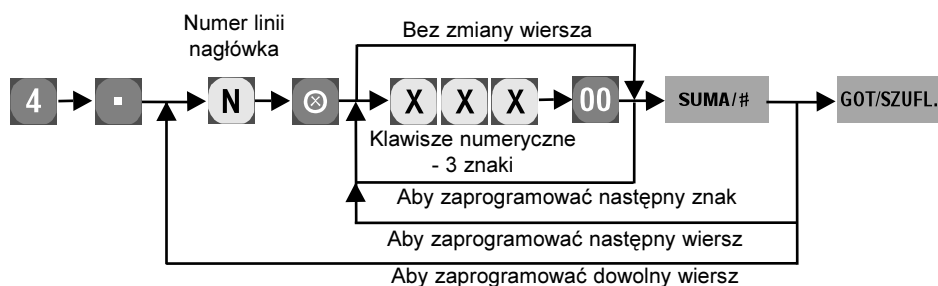 Numer linii
nagłówka
Bez zmiany wiersza
4
N
X X X
00
SUMA/#
GOT/SZUFL.
Klawisze numeryczne
- 3 znaki
Aby zaprogramować następny znak
Aby zaprogramować następny wiersz
Aby zaprogramować dowolny wiersz